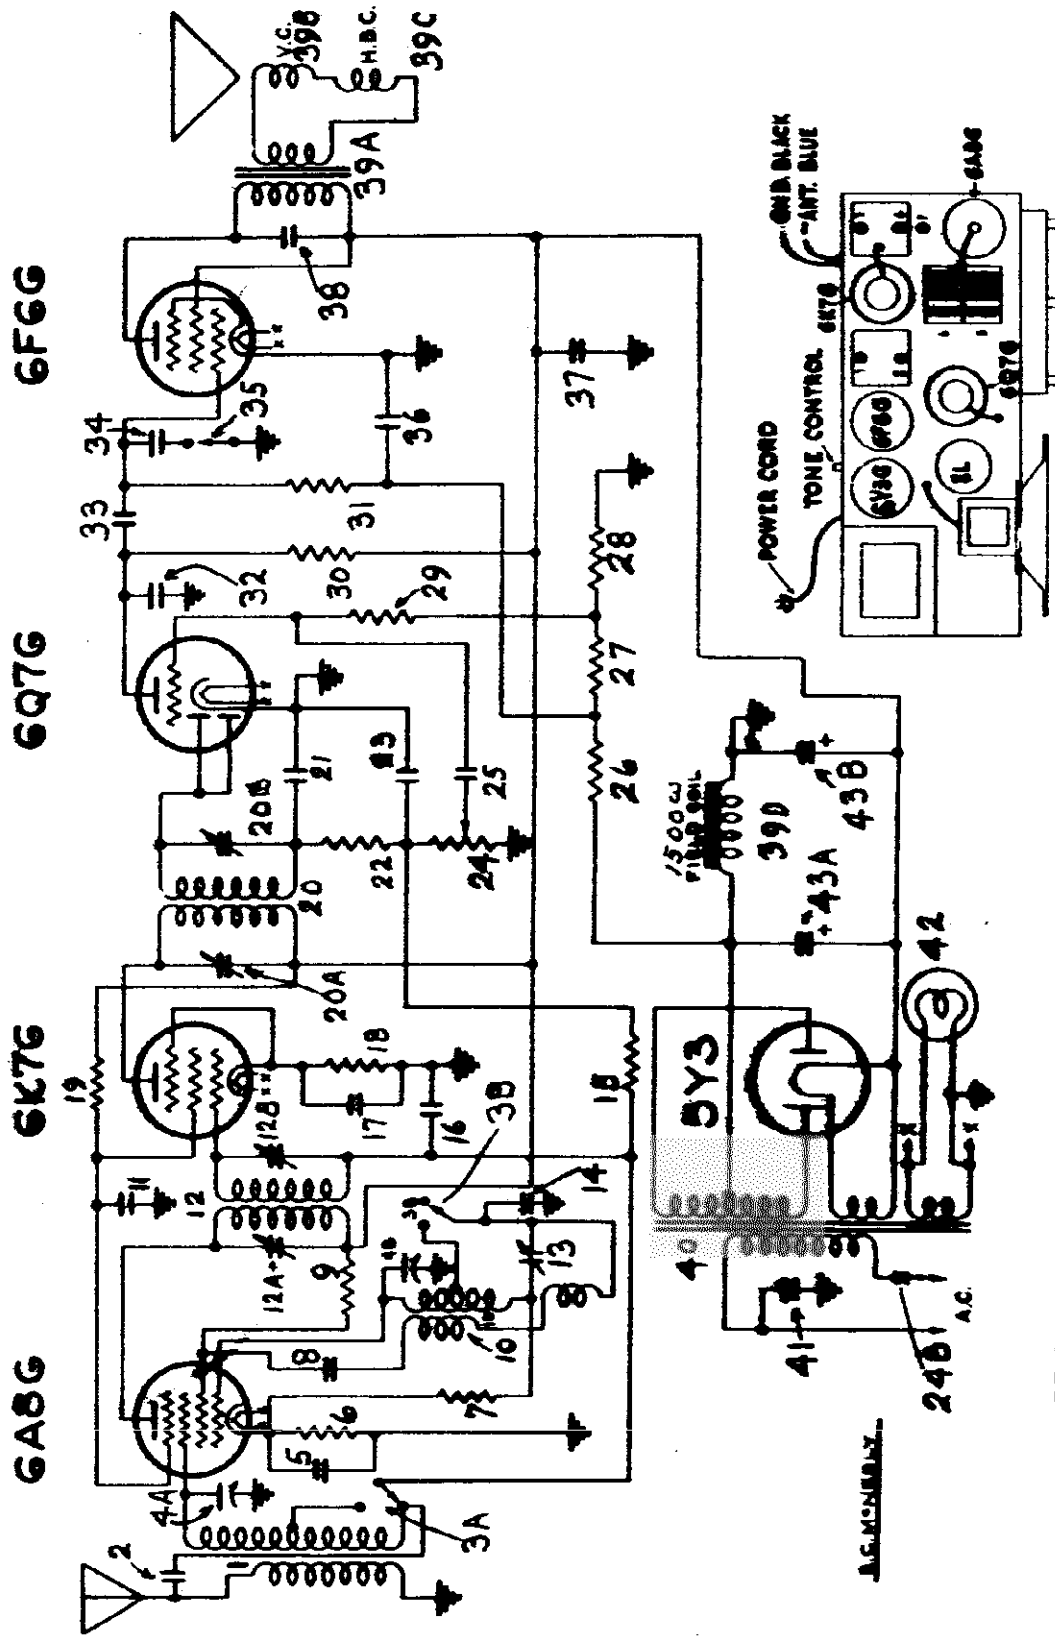 6A8G
6K7G
6Q7G
6F6G
2
4A
3A
5
6
7
8
9
10
11
12
12A
12B
13
14
3B
16
17
18
18
19
20
20A
20B
21
22
24
25
26
27
28
29
30
31
32
33
34
35
36
37
38
39A
V.C.
39B
H.B.C.
39C
5Y3
40
41
24B
A.C.
42
43A
43B
39D
1500ω
FIELD COIL
POWER CORD
TONE CONTROL
6K7G
GND. BLACK
ANT. BLUE
6A8G
6Q7G
5Y3G
6F6G